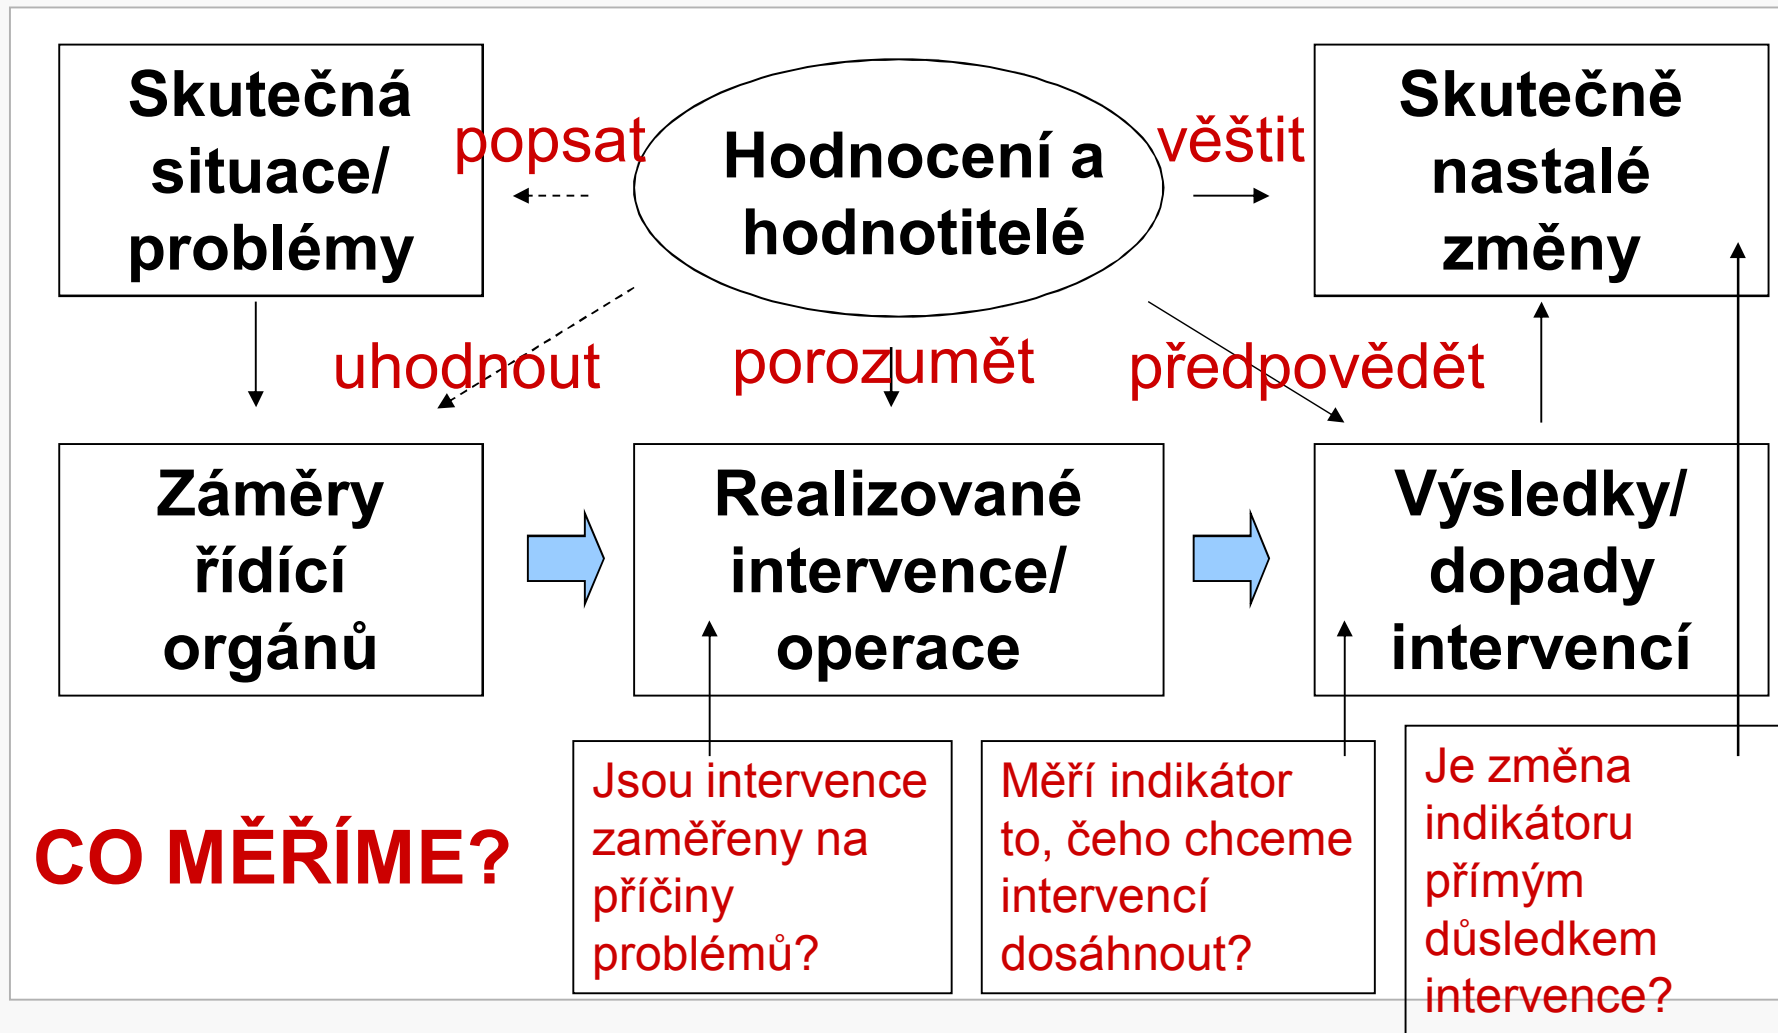 Skutečná
situace/
problémy
popsat
Hodnocení a
hodnotitelé
věštit
Skutečně
nastalé
změny
uhodnout
porozumět
předpovědět
Záměry
řídící
orgánů
Realizované
intervence/
operace
Výsledky/
dopady
intervencí
CO MĚŘÍME?
Jsou intervence
zaměřeny na
příčiny
problémů?
Měří indikátor
to, čeho chceme
intervencí
dosáhnout?
Je změna
indikátoru
přímým
důsledkem
intervence?